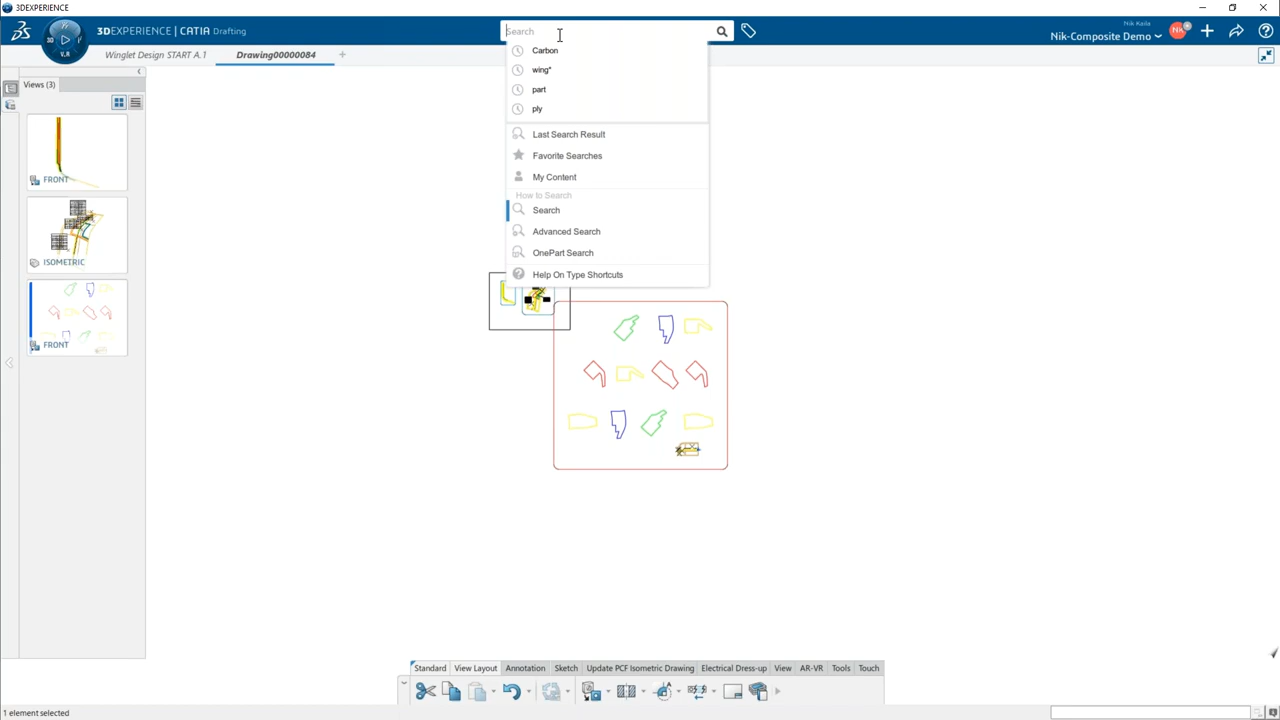 3DEXPERIENCE
3DEXPERIENCE | CATIA Drafting
Search
Nik Kaila
Nik-Composite Demo
NK
3D
V,R
Winglet Design START A.1
Drawing00000084
Carbon
wing*
part
ply
Last Search Result
Favorite Searches
My Content
How to Search
Search
Advanced Search
OnePart Search
Help On Type Shortcuts
Views (3)
FRONT
ISOMETRIC
FRONT
Standard View Layout Annotation Sketch Update PCF Isometric Drawing Electrical Dress-up View AR-VR Tools Touch
1 element selected